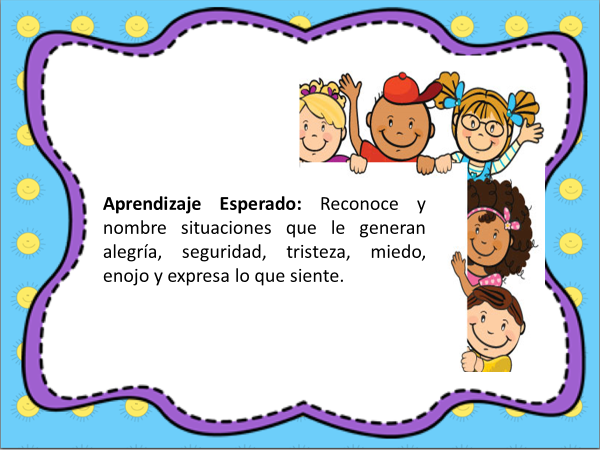 Aprendizaje Esperado: Reconoce y
nombre situaciones que le generan
alegría, seguridad, tristeza, miedo,
enojo y expresa lo que siente.